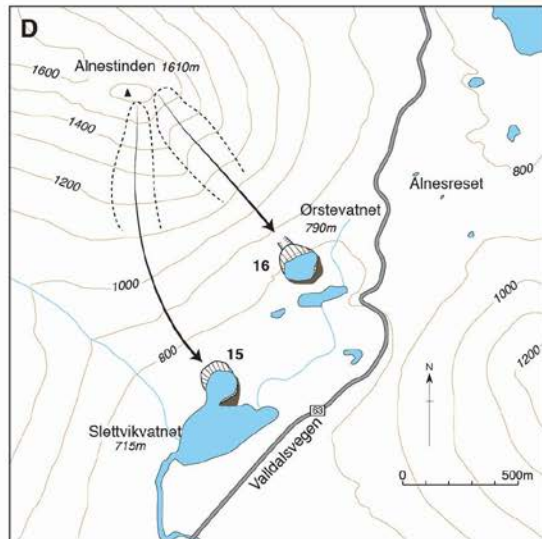 D
Alnestinden 1610m
1600
1400
1200
1000
800
Ørstevatnet
790m
16
15
Slettvikvatnet
715m
Valldalsvegen
63
Ålnesreset
800
1000
1200
N
0 500m